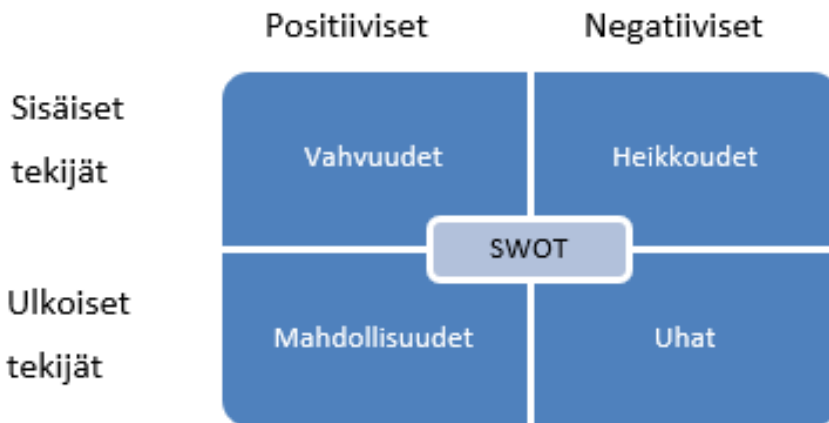 Positiiviset Negatiiviset
Sisäiset
tekijät
Vahvuudet Heikkoudet
SWOT
Ulkoiset
tekijät
Mahdollisuudet Uhat